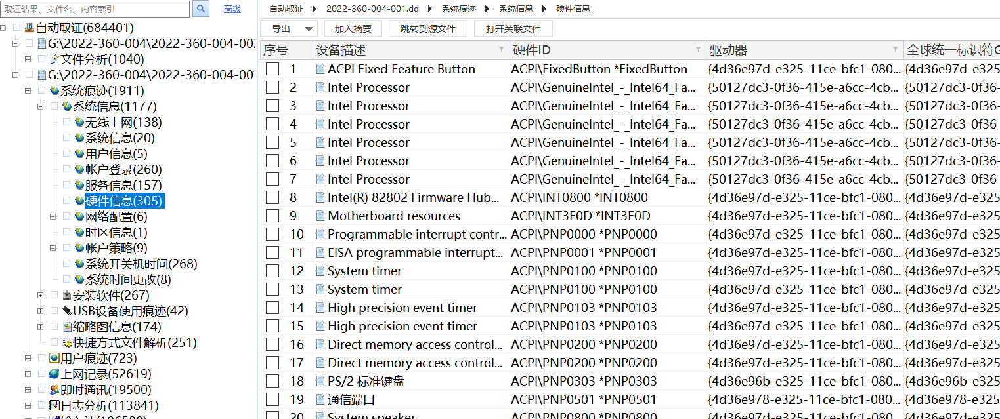 取证结果、文件名、内容索引
高级
自动取证(684401)
G:\2022-360-004\2022-360-004-002
文件分析(1040)
G:\2022-360-004\2022-360-004-001
系统痕迹(1911)
系统信息(1177)
无线上网(138)
系统信息(20)
用户信息(5)
帐户登录(260)
服务信息(157)
硬件信息(305)
网络配置(6)
时区信息(1)
帐户策略(9)
系统开关机时间(268)
系统时间更改(8)
安装软件(267)
USB设备使用痕迹(42)
缩略图信息(174)
快捷方式文件解析(251)
用户痕迹(723)
上网记录(52619)
即时通讯(19500)
日志分析(113841)
自动取证 2022-360-004-001.dd 系统痕迹 系统信息 硬件信息
导出 加入摘要 跳转到源文件 打开关联文件
序号 设备描述 硬件ID 驱动器 全球统一标识符G
1 ACPI Fixed Feature Button ACPI\FixedButton *FixedButton {4d36e97d-e325-11ce-bfc1-080... {4d36e97d-e325
2 Intel Processor ACPI\GenuineIntel_-_Intel64_Fa... {50127dc3-0f36-415e-a6cc-4cb... {50127dc3-0f36-
3 Intel Processor ACPI\GenuineIntel_-_Intel64_Fa... {50127dc3-0f36-415e-a6cc-4cb... {50127dc3-0f36-
4 Intel Processor ACPI\GenuineIntel_-_Intel64_Fa... {50127dc3-0f36-415e-a6cc-4cb... {50127dc3-0f36-
5 Intel Processor ACPI\GenuineIntel_-_Intel64_Fa... {50127dc3-0f36-415e-a6cc-4cb... {50127dc3-0f36-
6 Intel Processor ACPI\GenuineIntel_-_Intel64_Fa... {50127dc3-0f36-415e-a6cc-4cb... {50127dc3-0f36-
7 Intel Processor ACPI\GenuineIntel_-_Intel64_Fa... {50127dc3-0f36-415e-a6cc-4cb... {50127dc3-0f36-
8 Intel(R) 82802 Firmware Hub... ACPI\INT0800 *INT0800 {4d36e97d-e325-11ce-bfc1-080... {4d36e97d-e325
9 Motherboard resources ACPI\INT3F0D *INT3F0D {4d36e97d-e325-11ce-bfc1-080... {4d36e97d-e325
10 Programmable interrupt contr... ACPI\PNP0000 *PNP0000 {4d36e97d-e325-11ce-bfc1-080... {4d36e97d-e325
11 EISA programmable interrupt... ACPI\PNP0001 *PNP0001 {4d36e97d-e325-11ce-bfc1-080... {4d36e97d-e325
12 System timer ACPI\PNP0100 *PNP0100 {4d36e97d-e325-11ce-bfc1-080... {4d36e97d-e325
13 System timer ACPI\PNP0100 *PNP0100 {4d36e97d-e325-11ce-bfc1-080... {4d36e97d-e325
14 High precision event timer ACPI\PNP0103 *PNP0103 {4d36e97d-e325-11ce-bfc1-080... {4d36e97d-e325
15 High precision event timer ACPI\PNP0103 *PNP0103 {4d36e97d-e325-11ce-bfc1-080... {4d36e97d-e325
16 Direct memory access control... ACPI\PNP0200 *PNP0200 {4d36e97d-e325-11ce-bfc1-080... {4d36e97d-e325
17 Direct memory access control... ACPI\PNP0200 *PNP0200 {4d36e97d-e325-11ce-bfc1-080... {4d36e97d-e325
18 PS/2 标准键盘 ACPI\PNP0303 *PNP0303 {4d36e96b-e325-11ce-bfc1-080... {4d36e96b-e325
19 通信端口 ACPI\PNP0501 *PNP0501 {4d36e978-e325-11ce-bfc1-080... {4d36e978-e325
20 System speaker ACPI\PNP0800 *PNP0800 {4d36e97d-e325-11ce-bfc1-080... {4d36e97d-e325